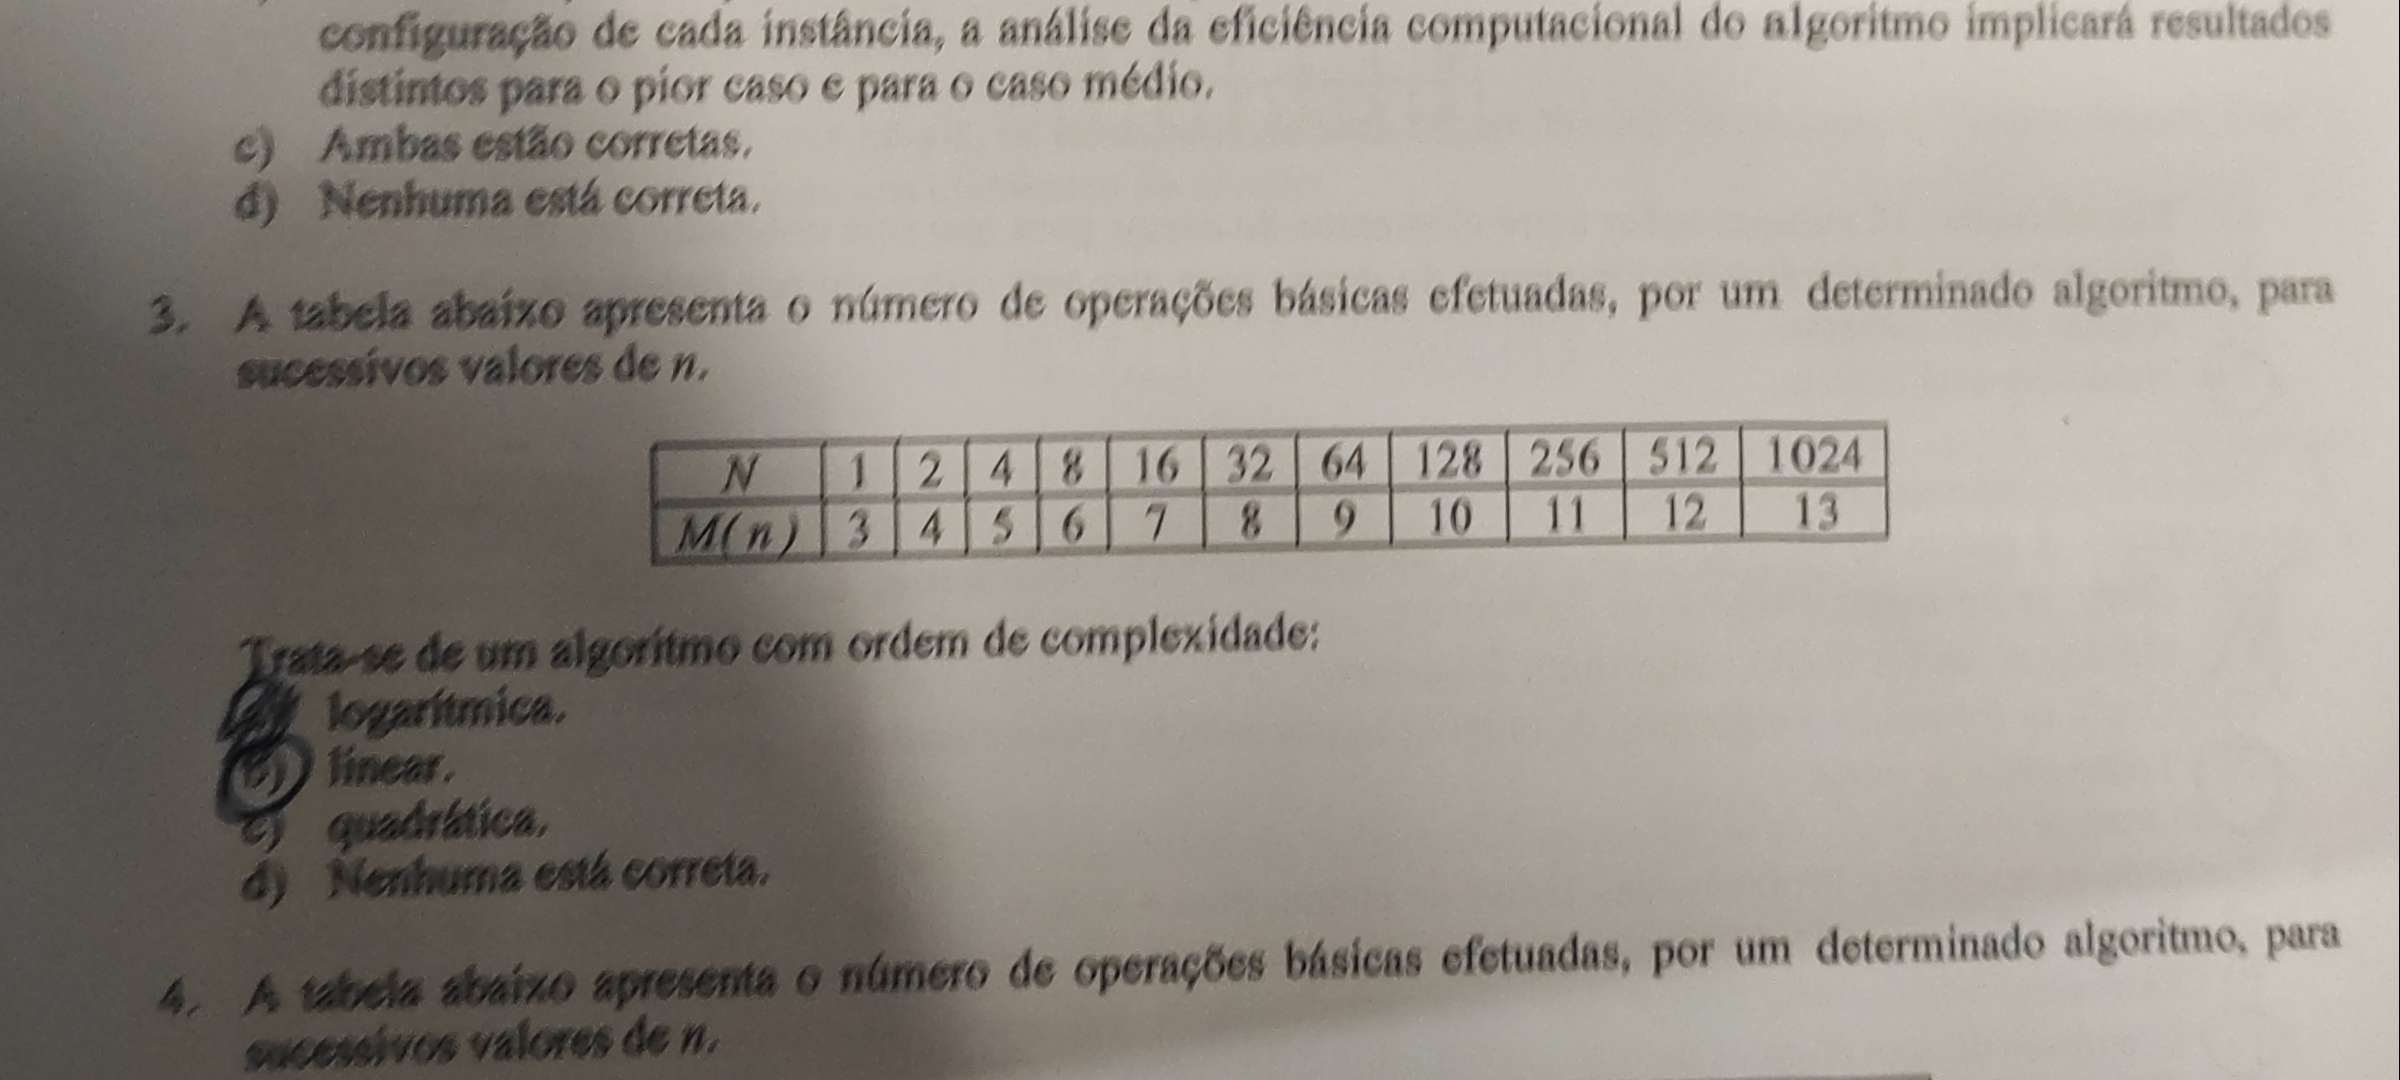 configuração de cada instância, a análise da eficiência computacional do algoritmo implicará resultados
distintos para o pior caso e para o caso médio.
c) Ambas estão corretas.
d) Nenhuma está correta.
3. A tabela abaixo apresenta o número de operações básicas efetuadas, por um determinado algoritmo, para
sucessivos valores de n.
N 1 2 4 8 16 32 64 128 256 512 1024
M(n) 3 4 5 6 7 8 9 10 11 12 13
Trata-se de um algoritmo com ordem de complexidade:
logarítmica.
b) linear.
c) quadrática.
d) Nenhuma está correta.
4. A tabela abaixo apresenta o número de operações básicas efetuadas, por um determinado algoritmo, para
sucessivos valores de n.